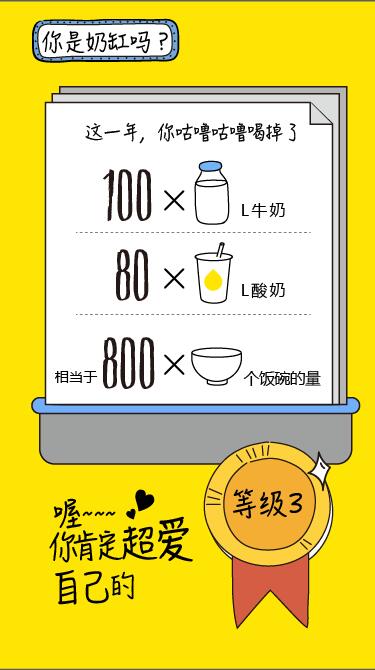 你是奶缸吗？
这一年，你咕噜咕噜喝掉了
100 × L牛奶
80 × L酸奶
相当于 800 × 个饭碗的量
等级3
喔~~~
你肯定超爱
自己的